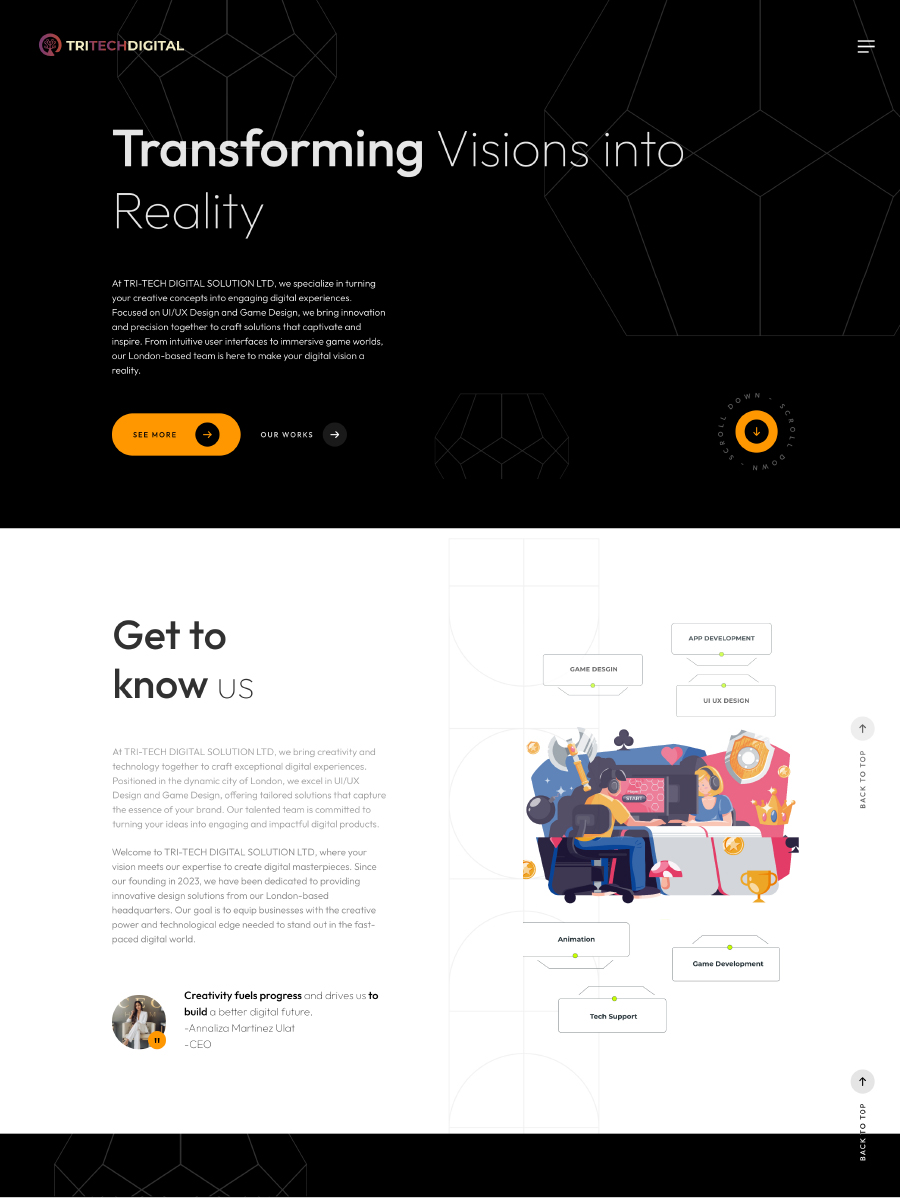 TRITECHDIGITAL
Transforming Visions into
Reality
At TRI-TECH DIGITAL SOLUTION LTD, we specialize in turning
your creative concepts into engaging digital experiences.
Focused on UI/UX Design and Game Design, we bring innovation
and precision together to craft solutions that captivate and
inspire. From intuitive user interfaces to immersive game worlds,
our London-based team is here to make your digital vision a
reality.
SEE MORE
OUR WORKS
SCROLL DOWN - SCROLL DOWN -
Get to
know us
At TRI-TECH DIGITAL SOLUTION LTD, we bring creativity and
technology together to craft exceptional digital experiences.
Positioned in the dynamic city of London, we excel in UI/UX
Design and Game Design, offering tailored solutions that capture
the essence of your brand. Our talented team is committed to
turning your ideas into engaging and impactful digital products.
Welcome to TRI-TECH DIGITAL SOLUTION LTD, where your
vision meets our expertise to create digital masterpieces. Since
our founding in 2023, we have been dedicated to providing
innovative design solutions from our London-based
headquarters. Our goal is to equip businesses with the creative
power and technological edge needed to stand out in the fast-
paced digital world.
Creativity fuels progress and drives us to
build a better digital future.
-Annaliza Martinez Ulat
-CEO
APP DEVELOPMENT
GAME DESGIN
UI UX DESIGN
START
Animation
Game Development
Tech Support
BACK TO TOP
BACK TO TOP